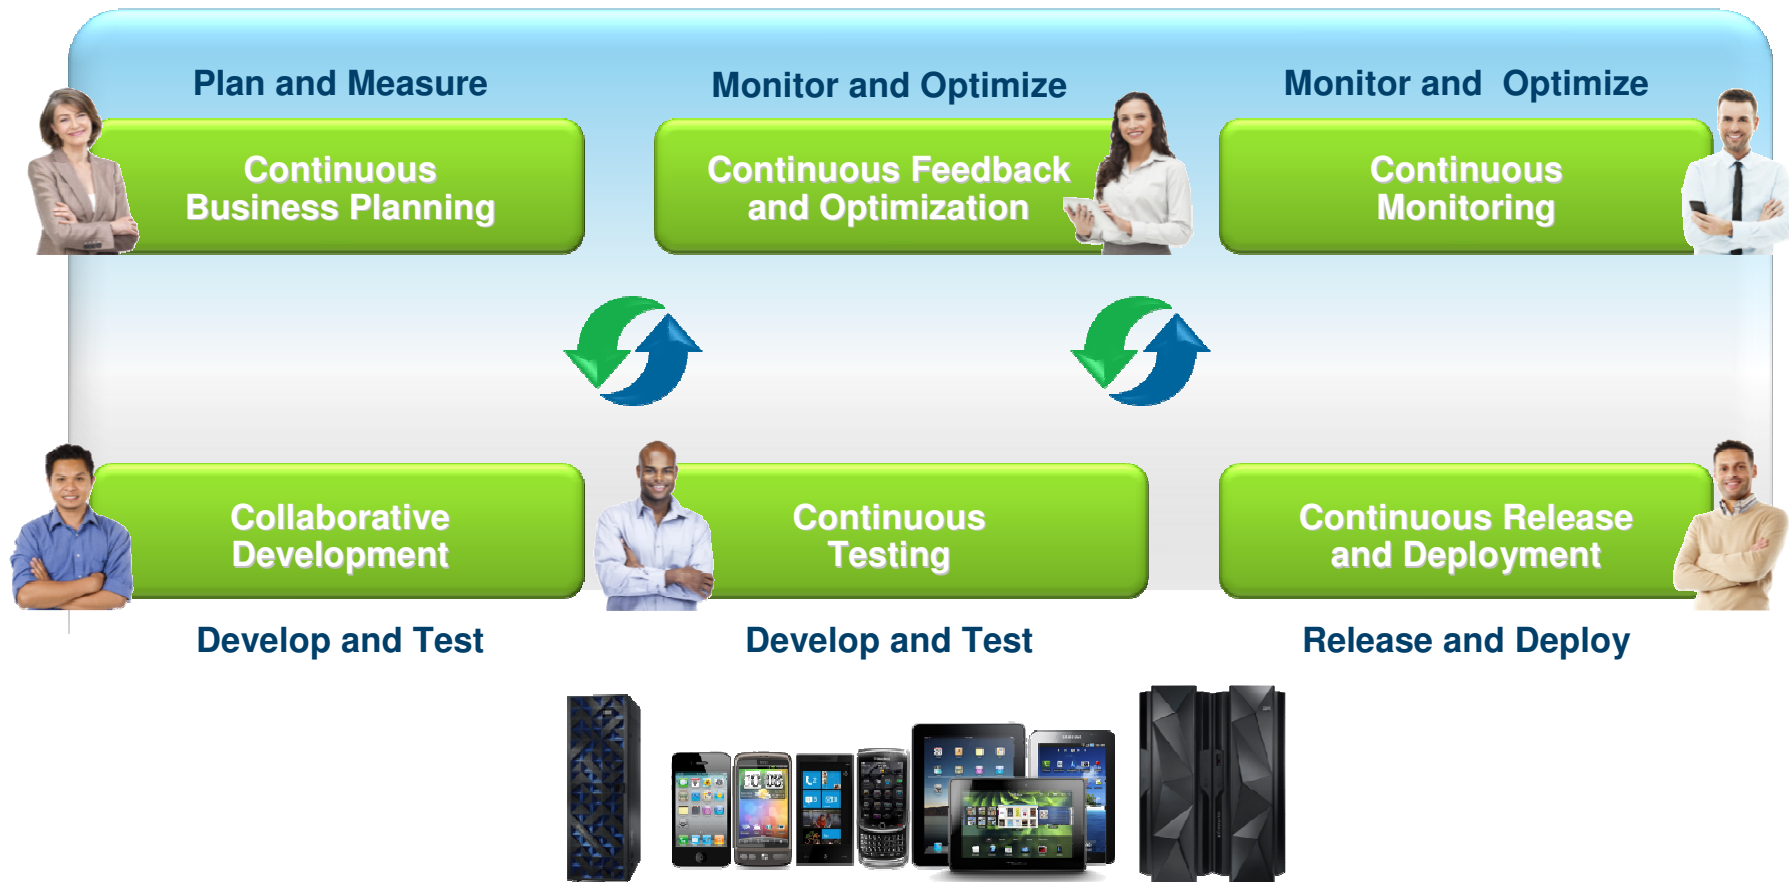 Plan and Measure
Monitor and Optimize
Monitor and  Optimize
Continuous
Business Planning
Continuous Feedback
and Optimization
Continuous
Monitoring
Collaborative
Development
Continuous
Testing
Continuous Release
and Deployment
Develop and Test
Develop and Test
Release and Deploy
SAMSUNG